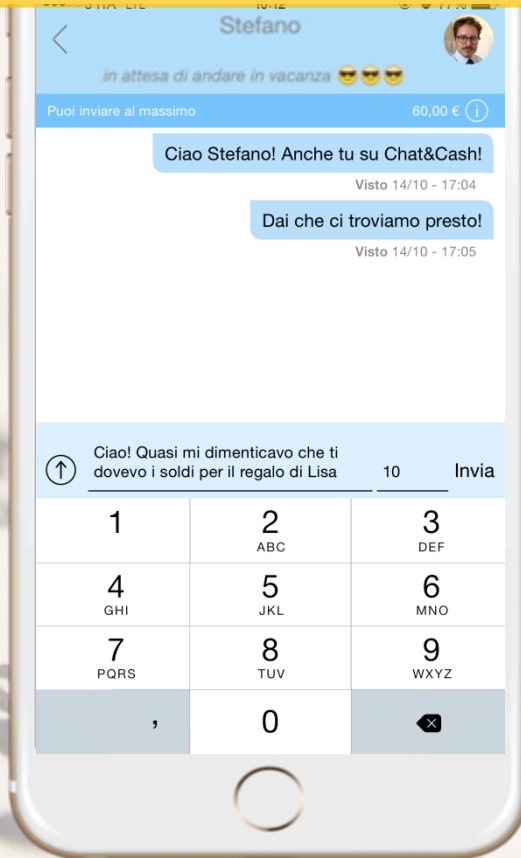 Stefano
in attesa di andare in vacanza
Puoi inviare al massimo 60,00 €
Ciao Stefano! Anche tu su Chat&Cash!
Visto 14/10 - 17:04
Dai che ci troviamo presto!
Visto 14/10 - 17:05
Ciao! Quasi mi dimenticavo che ti
dovevo i soldi per il regalo di Lisa 10 Invia
1 2 3
ABC DEF
4 5 6
GHI JKL MNO
7 8 9
PQRS TUV WXYZ
, 0